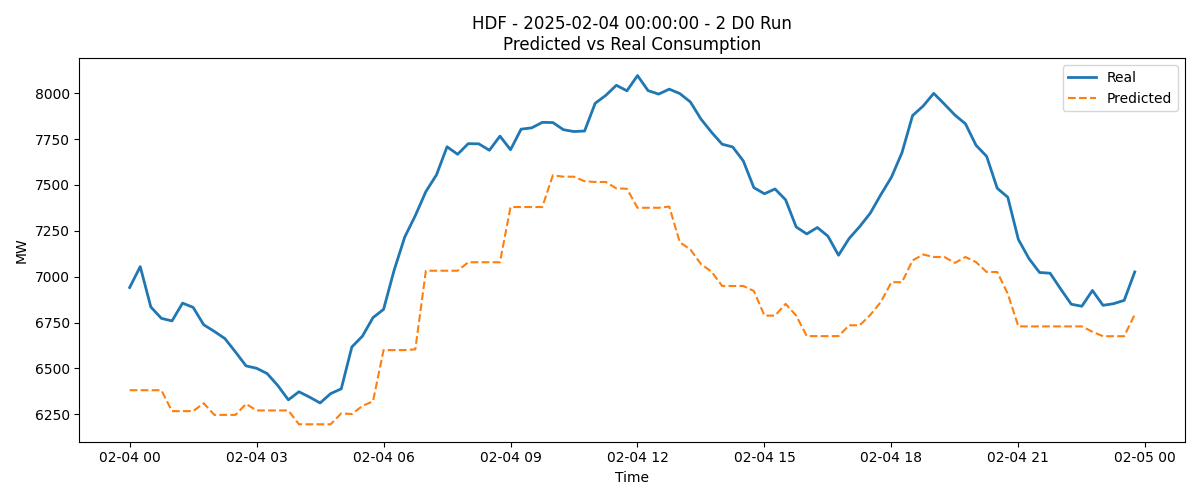 HDF - 2025-02-04 00:00:00 - 2 D0 Run
Predicted vs Real Consumption
Real
Predicted
8000
7750
7500
7250
7000
6750
6500
6250
MW
02-04 00
02-04 03
02-04 06
02-04 09
02-04 12
02-04 15
02-04 18
02-04 21
02-05 00
Time